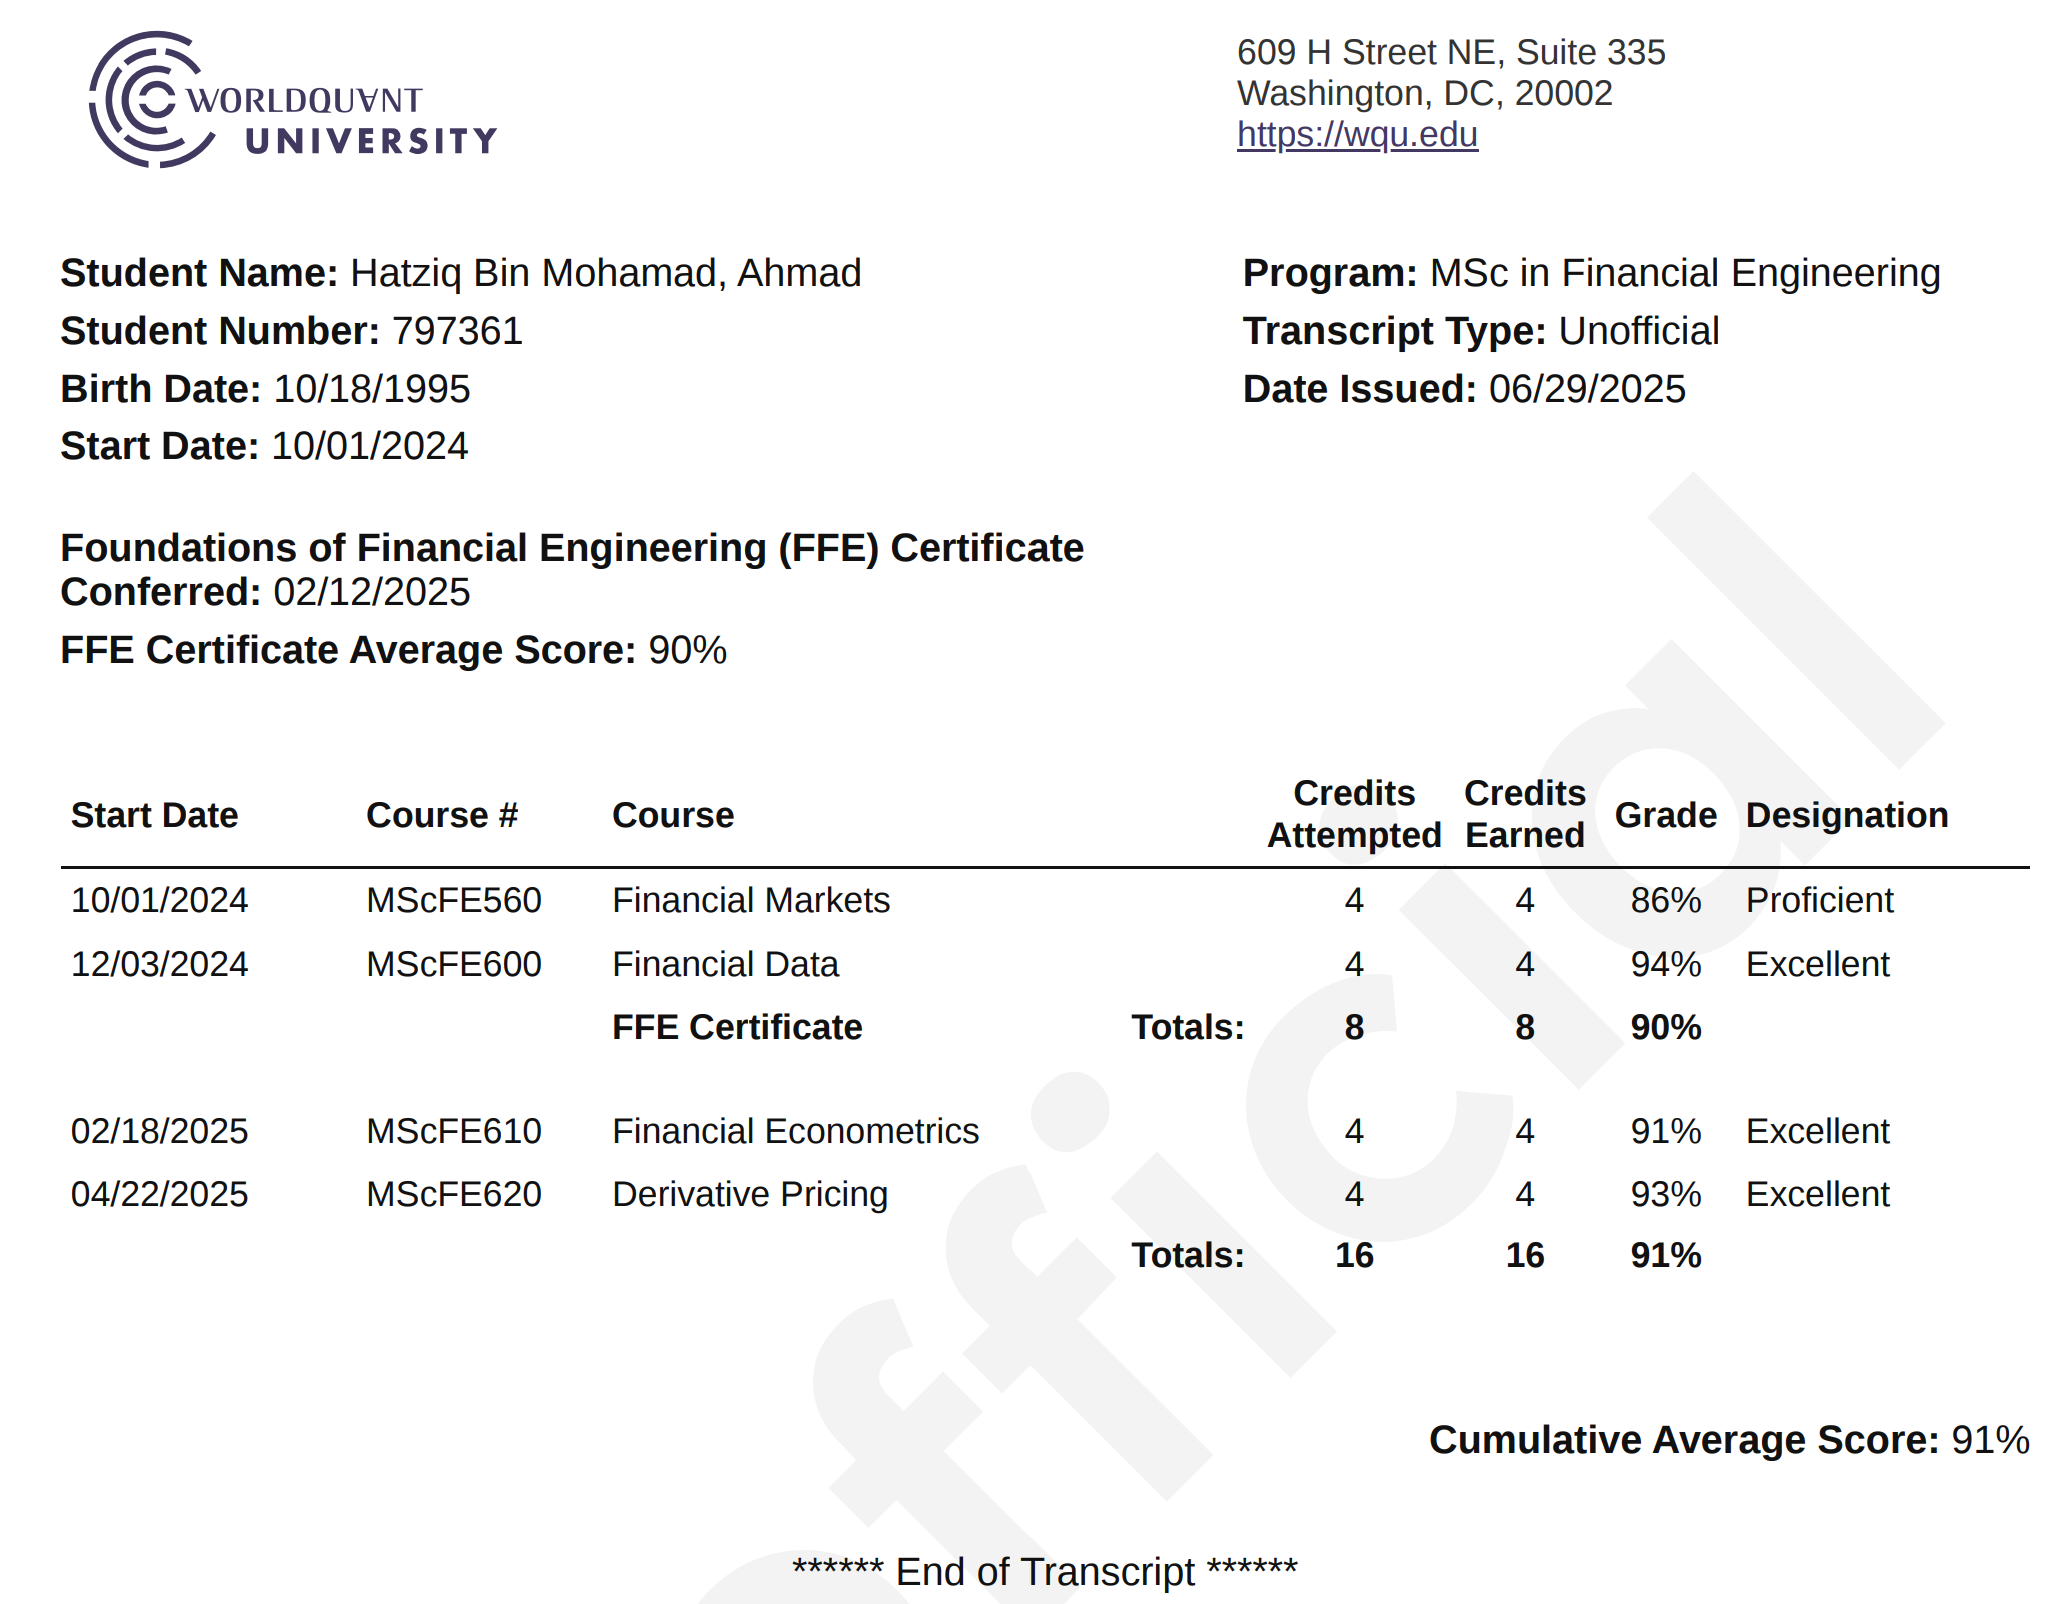 WORLDQUANT
UNIVERSITY
609 H Street NE, Suite 335
Washington, DC, 20002
https://wqu.edu
Student Name: Hatziq Bin Mohamad, Ahmad
Program: MSc in Financial Engineering
Student Number: 797361
Transcript Type: Unofficial
Birth Date: 10/18/1995
Date Issued: 06/29/2025
Start Date: 10/01/2024
Foundations of Financial Engineering (FFE) Certificate
Conferred: 02/12/2025
FFE Certificate Average Score: 90%
Start Date Course # Course Credits Attempted Credits Earned Grade Designation
10/01/2024 MScFE560 Financial Markets 4 4 86% Proficient
12/03/2024 MScFE600 Financial Data 4 4 94% Excellent
FFE Certificate Totals: 8 8 90%
02/18/2025 MScFE610 Financial Econometrics 4 4 91% Excellent
04/22/2025 MScFE620 Derivative Pricing 4 4 93% Excellent
Totals: 16 16 91%
Cumulative Average Score: 91%
****** End of Transcript ******
official